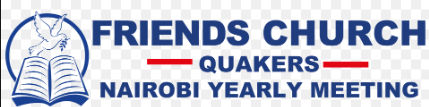 FRIENDS CHURCH
QUAKERS
NAIROBI YEARLY MEETING